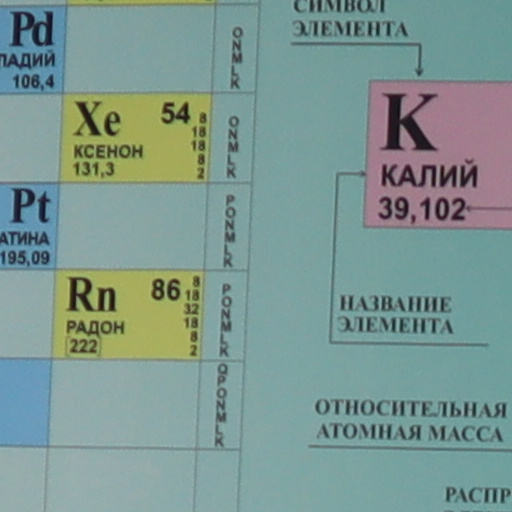 Pd
ЛАДИЙ
106,4
O
N
M
L
K
Xe 54
КСЕНОН
131,3
8
18
18
8
2
O
N
M
L
K
Pt
АТИНА
195,09
P
O
N
M
L
K
Rn 86
РАДОН
222
8
18
32
18
8
2
P
O
N
M
L
K
Q
P
O
N
M
L
K
СИМВОЛ
ЭЛЕМЕНТА
K
КАЛИЙ
39,102
НАЗВАНИЕ
ЭЛЕМЕНТА
ОТНОСИТЕЛЬНАЯ
АТОМНАЯ МАССА
РАСПР